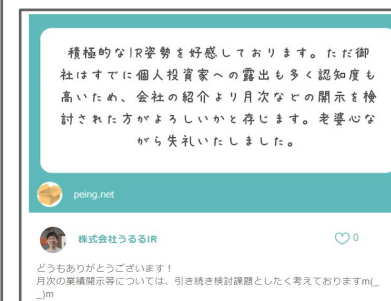 積極的なIR姿勢を好感しております。ただ御
社はすでに個人投資家への露出も多く認知度も
高いため、会社の紹介より月次などの開示を検
討された方がよろしいかと存じます。老婆心な
がら失礼いたしました。
peing.net
株式会社うるるIR
0
どうもありがとうございます！
月次の業績開示等については、引き続き検討課題としたく考えておりますm(_
_)m